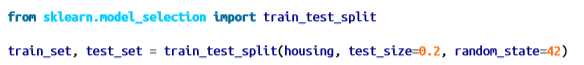 from sklearn.model_selection import train_test_split
train_set, test_set = train_test_split(housing, test_size=0.2, random_state=42)